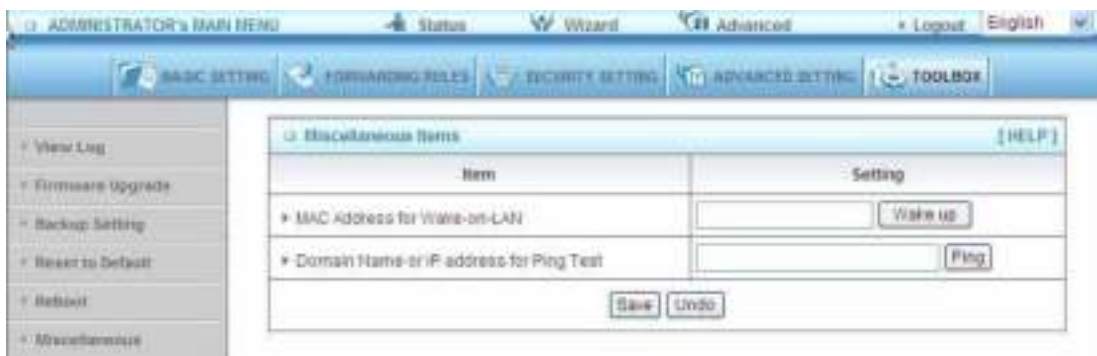 ADMINISTRATOR's MAIN MENU Status Wizard Advanced Logout English
BASIC SETTING FORWARDING RULES SECURITY SETTING ADVANCED SETTING TOOLBOX
View Log
Firmware Upgrade
Backup Setting
Reset to Default
Reboot
Miscellaneous
Miscellaneous Items [HELP]
Item Setting
MAC Address for Wake-on-LAN Wake up
Domain Name or IP address for Ping Test Ping
Save Undo